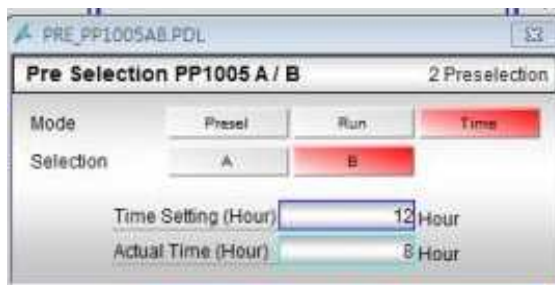 PRE_PP1005AB.PDL
Pre Selection PP1005 A / B 2 Preselection
Mode Presel Run Time
Selection A B
Time Setting (Hour) 12 Hour
Actual Time (Hour) 8 Hour